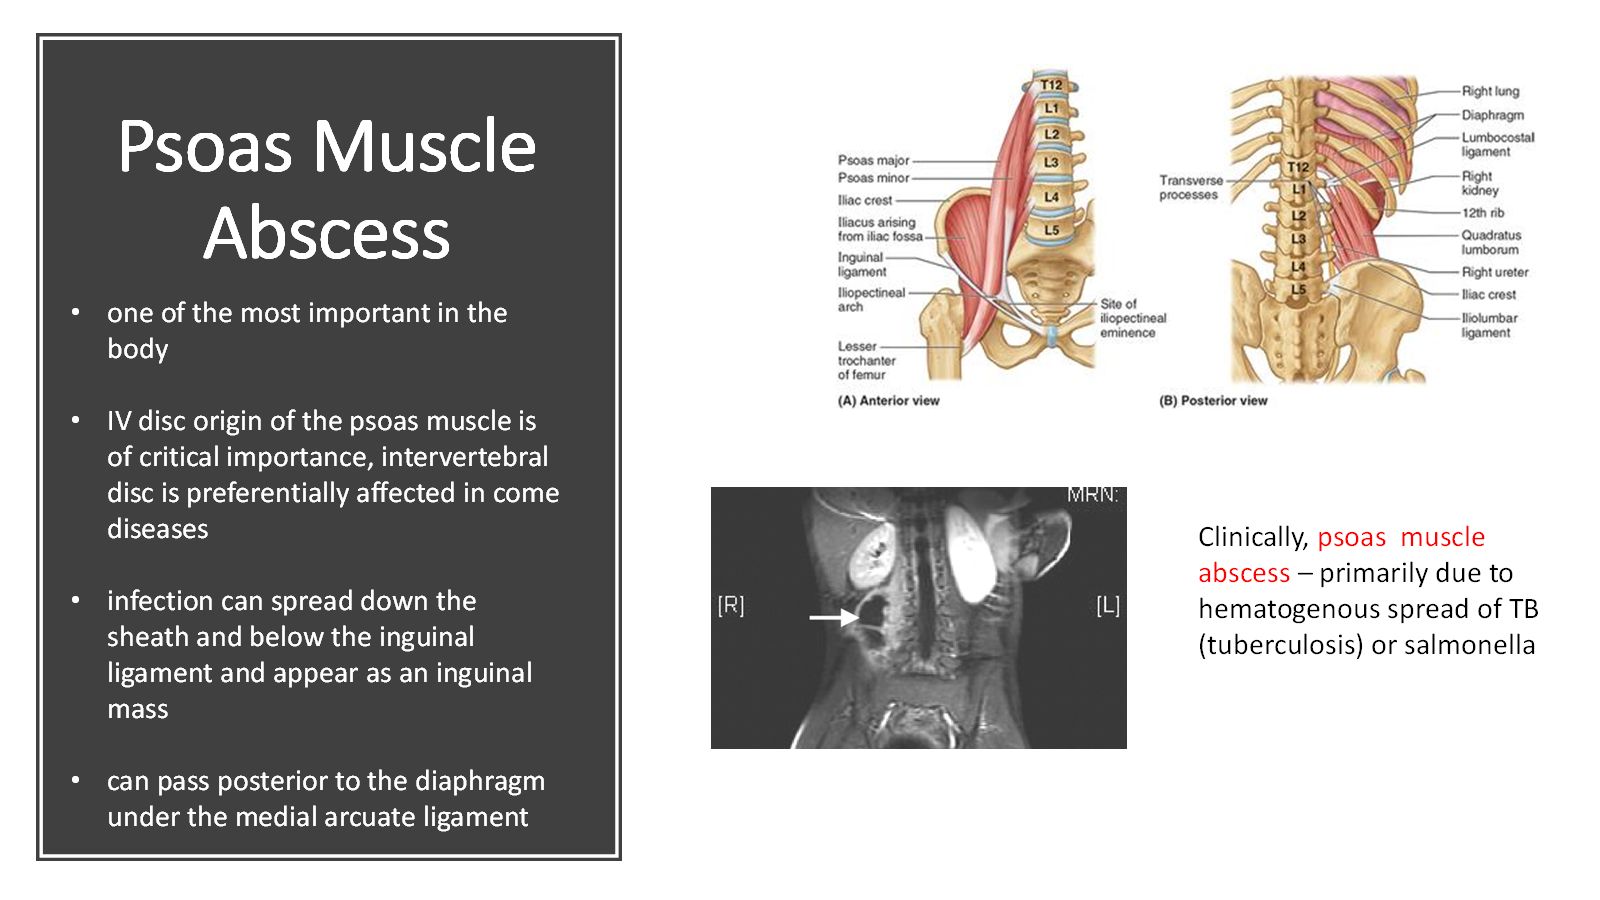 Psoas Muscle
Abscess
• one of the most important in the
body
• IV disc origin of the psoas muscle is
of critical importance, intervertebral
disc is preferentially affected in come
diseases
• infection can spread down the
sheath and below the inguinal
ligament and appear as an inguinal
mass
• can pass posterior to the diaphragm
under the medial arcuate ligament
T12
L1
L2
L3
L4
L5
Psoas major
Psoas minor
Iliac crest
Iliacus arising
from iliac fossa
Inguinal
ligament
Iliopectineal
arch
Lesser
trochanter
of femur
Site of
iliopectineal
eminence
(A) Anterior view
Transverse
processes
T12
L1
L2
L3
L4
L5
Right lung
Diaphragm
Lumbocostal
ligament
Right
kidney
12th rib
Quadratus
lumborum
Right ureter
Iliac crest
Iliolumbar
ligament
(B) Posterior view
MRN:
[R]
[L]
Clinically, psoas muscle
abscess – primarily due to
hematogenous spread of TB
(tuberculosis) or salmonella